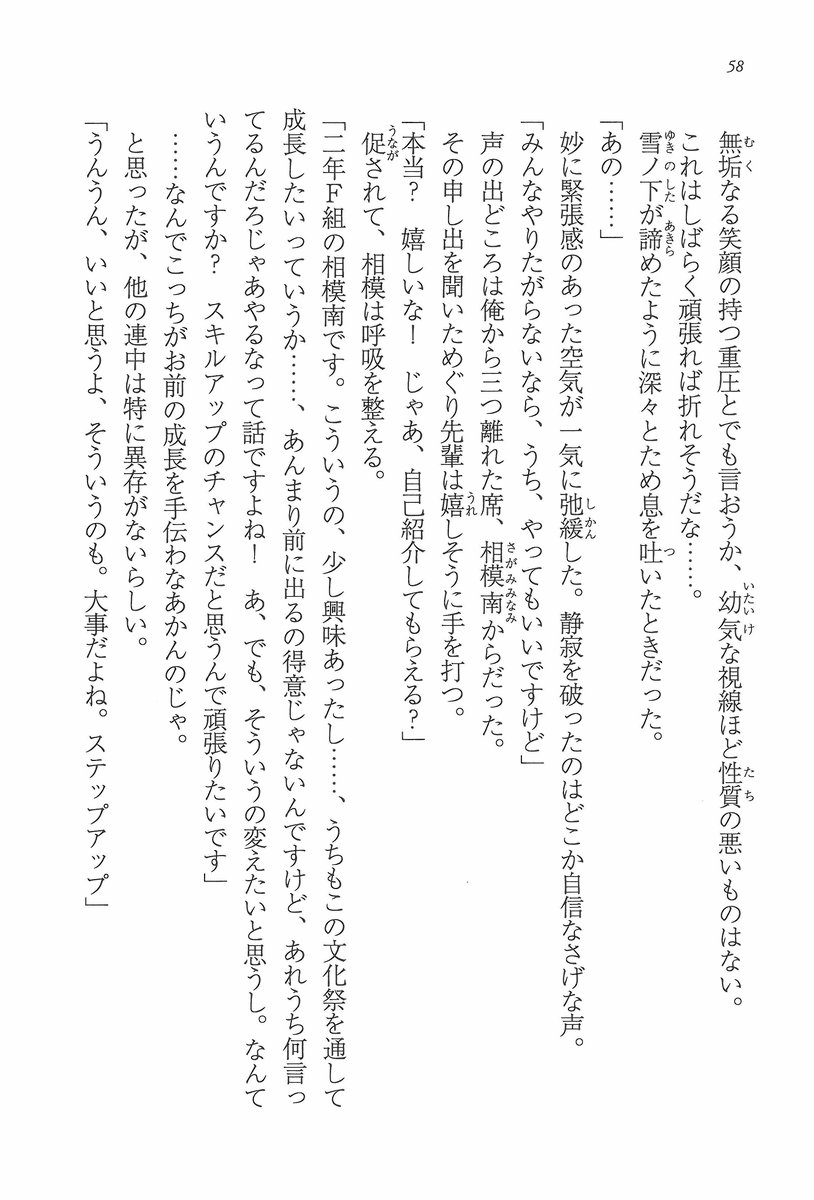 58
無垢なる笑顔の持つ重圧とでも言おうか、幼気な視線ほど性質の悪いものはない。
これはしばらく頑張れば折れそうだな……。
雪ノ下が諦めたように深々とため息を吐いたときだった。
「あの……」
妙に緊張感のあった空気が一気に弛緩した。静寂を破ったのはどこか自信なさげな声。
「みんなやりたがらないなら、うち、やってもいいですけど」
声の出どころは俺から三つ離れた席、相模南からだった。
その申し出を聞いためぐり先輩は嬉しそうに手を打つ。
「本当？　嬉しいな！　じゃあ、自己紹介してもらえる？」
促されて、相模は呼吸を整える。
「二年Ｆ組の相模南です。こういうの、少し興味あったし……、うちもこの文化祭を通して
成長したいっていうか……、あんまり前に出るの得意じゃないんですけど、あれうち何言っ
てるんだろじゃあやるなって話ですよね！　あ、でも、そういうの変えたいと思うし。なんて
いうんですか？　スキルアップのチャンスだと思うんで頑張りたいです」
……なんでこっちがお前の成長を手伝わなあかんのじゃ。
と思ったが、他の連中は特に異存がないらしい。
「うんうん、いいと思うよ、そういうのも。大事だよね。ステップアップ」